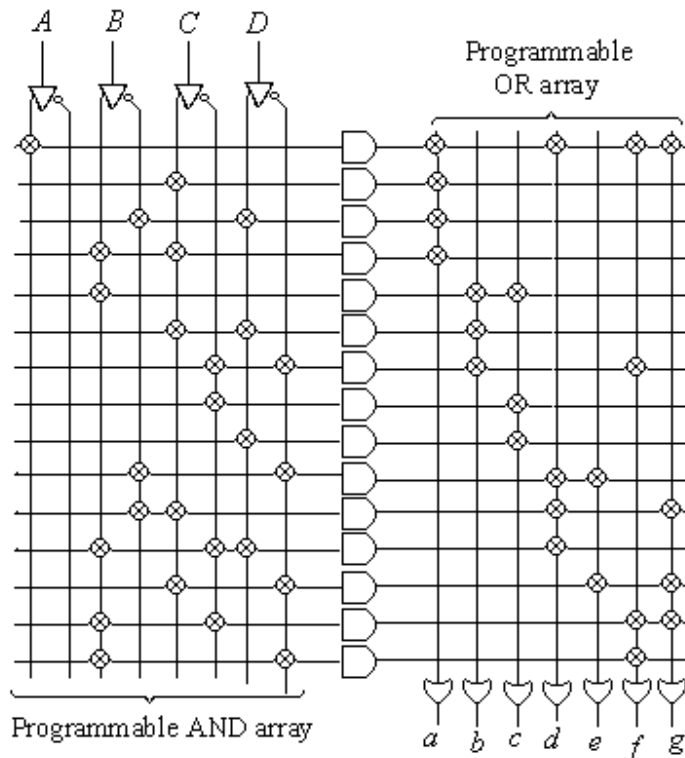 A B C D
Programmable
OR array
Programmable AND array
a b c d e f g